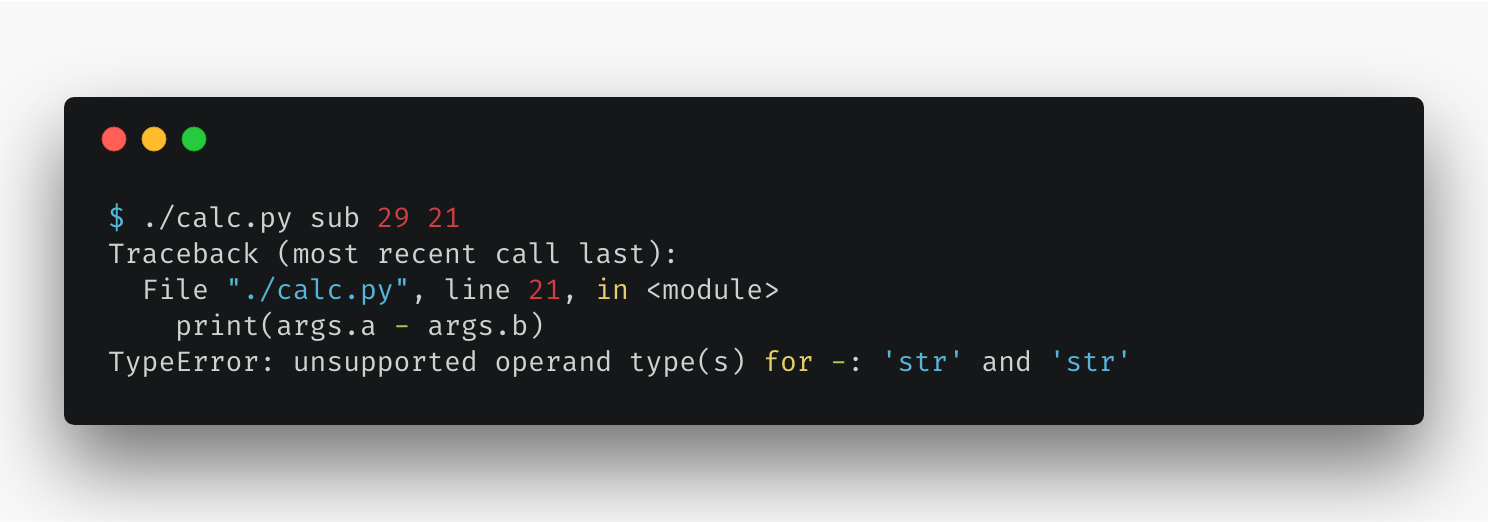 $ ./calc.py sub 29 21
Traceback (most recent call last):
  File "./calc.py", line 21, in <module>
    print(args.a - args.b)
TypeError: unsupported operand type(s) for -: 'str' and 'str'